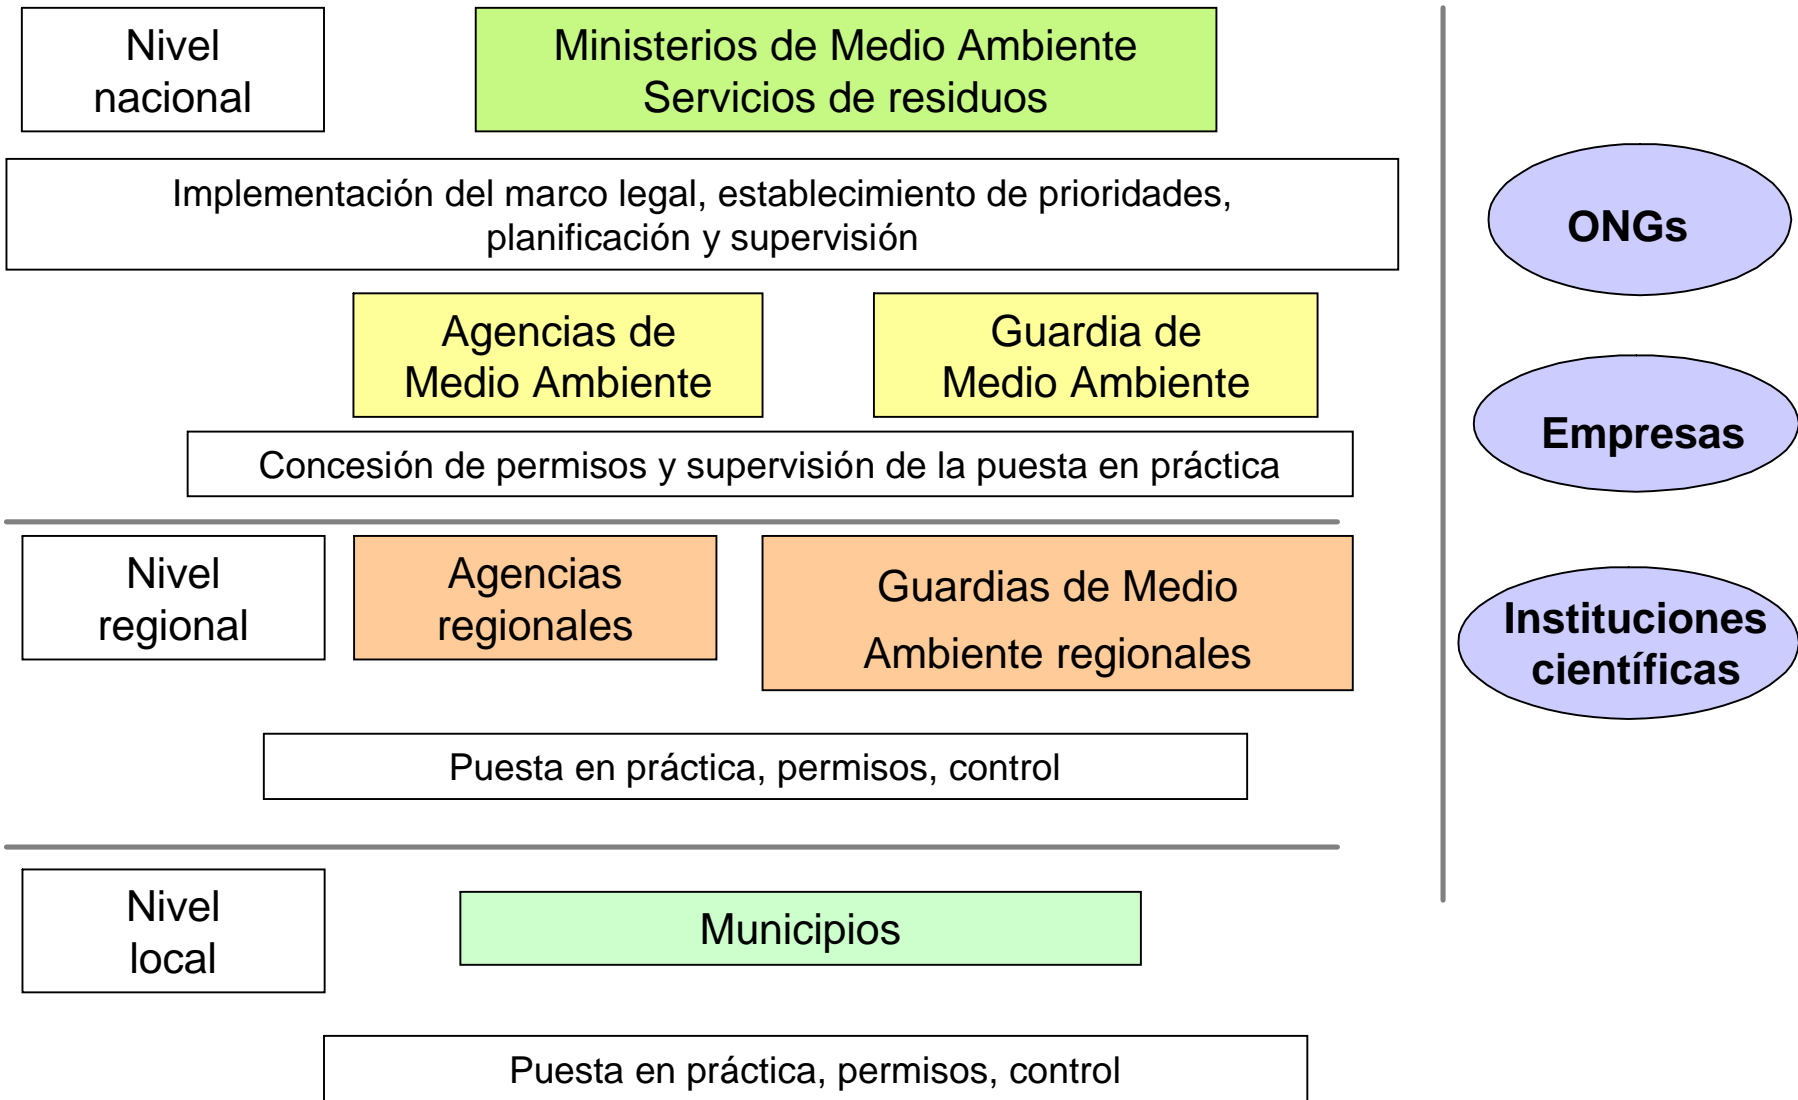 Nivel
nacional
Ministerios de Medio Ambiente
Servicios de residuos
Implementación del marco legal, establecimiento de prioridades,
planificación y supervisión
Agencias de
Medio Ambiente
Guardia de
Medio Ambiente
Concesión de permisos y supervisión de la puesta en práctica
Nivel
regional
Agencias
regionales
Guardias de Medio
Ambiente regionales
Puesta en práctica, permisos, control
Nivel
local
Municipios
Puesta en práctica, permisos, control
ONGs
Empresas
Instituciones
científicas